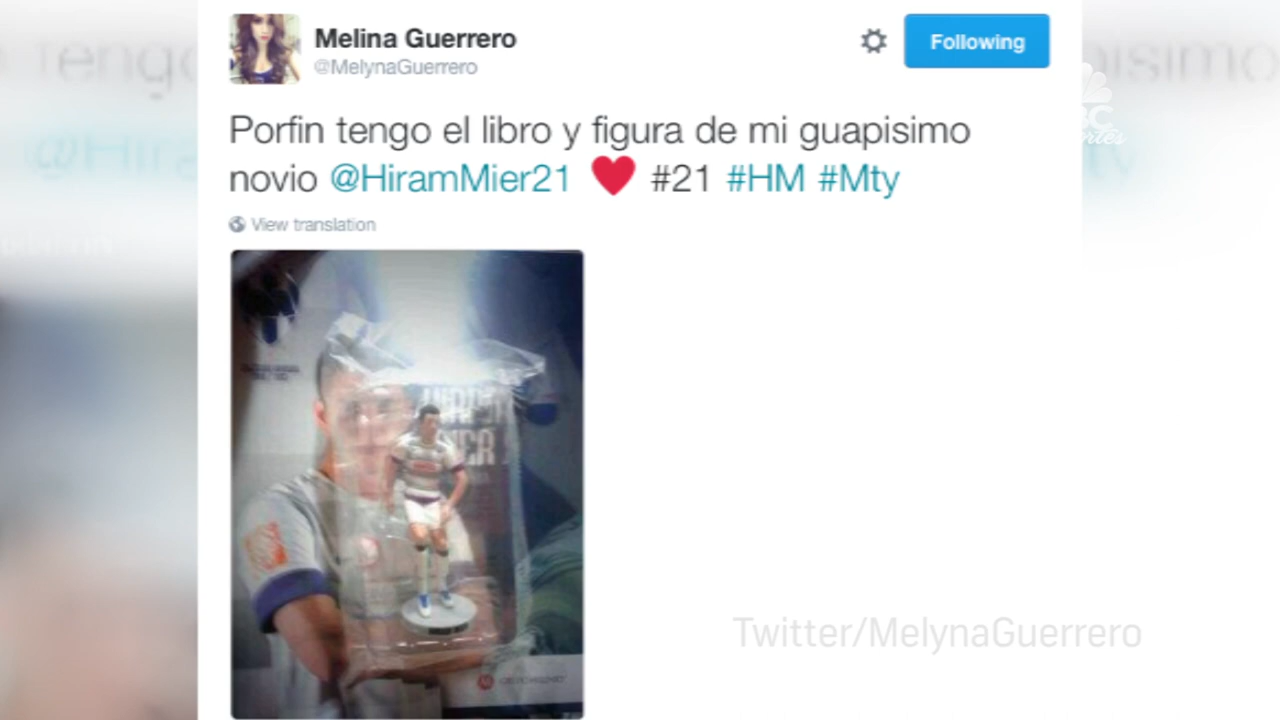 Melina Guerrero
@MelynaGuerrero
Following
Porfin tengo el libro y figura de mi guapisimo
novio @HiramMier21 ❤ #21 #HM #Mty
View translation
Twitter/MelynaGuerrero